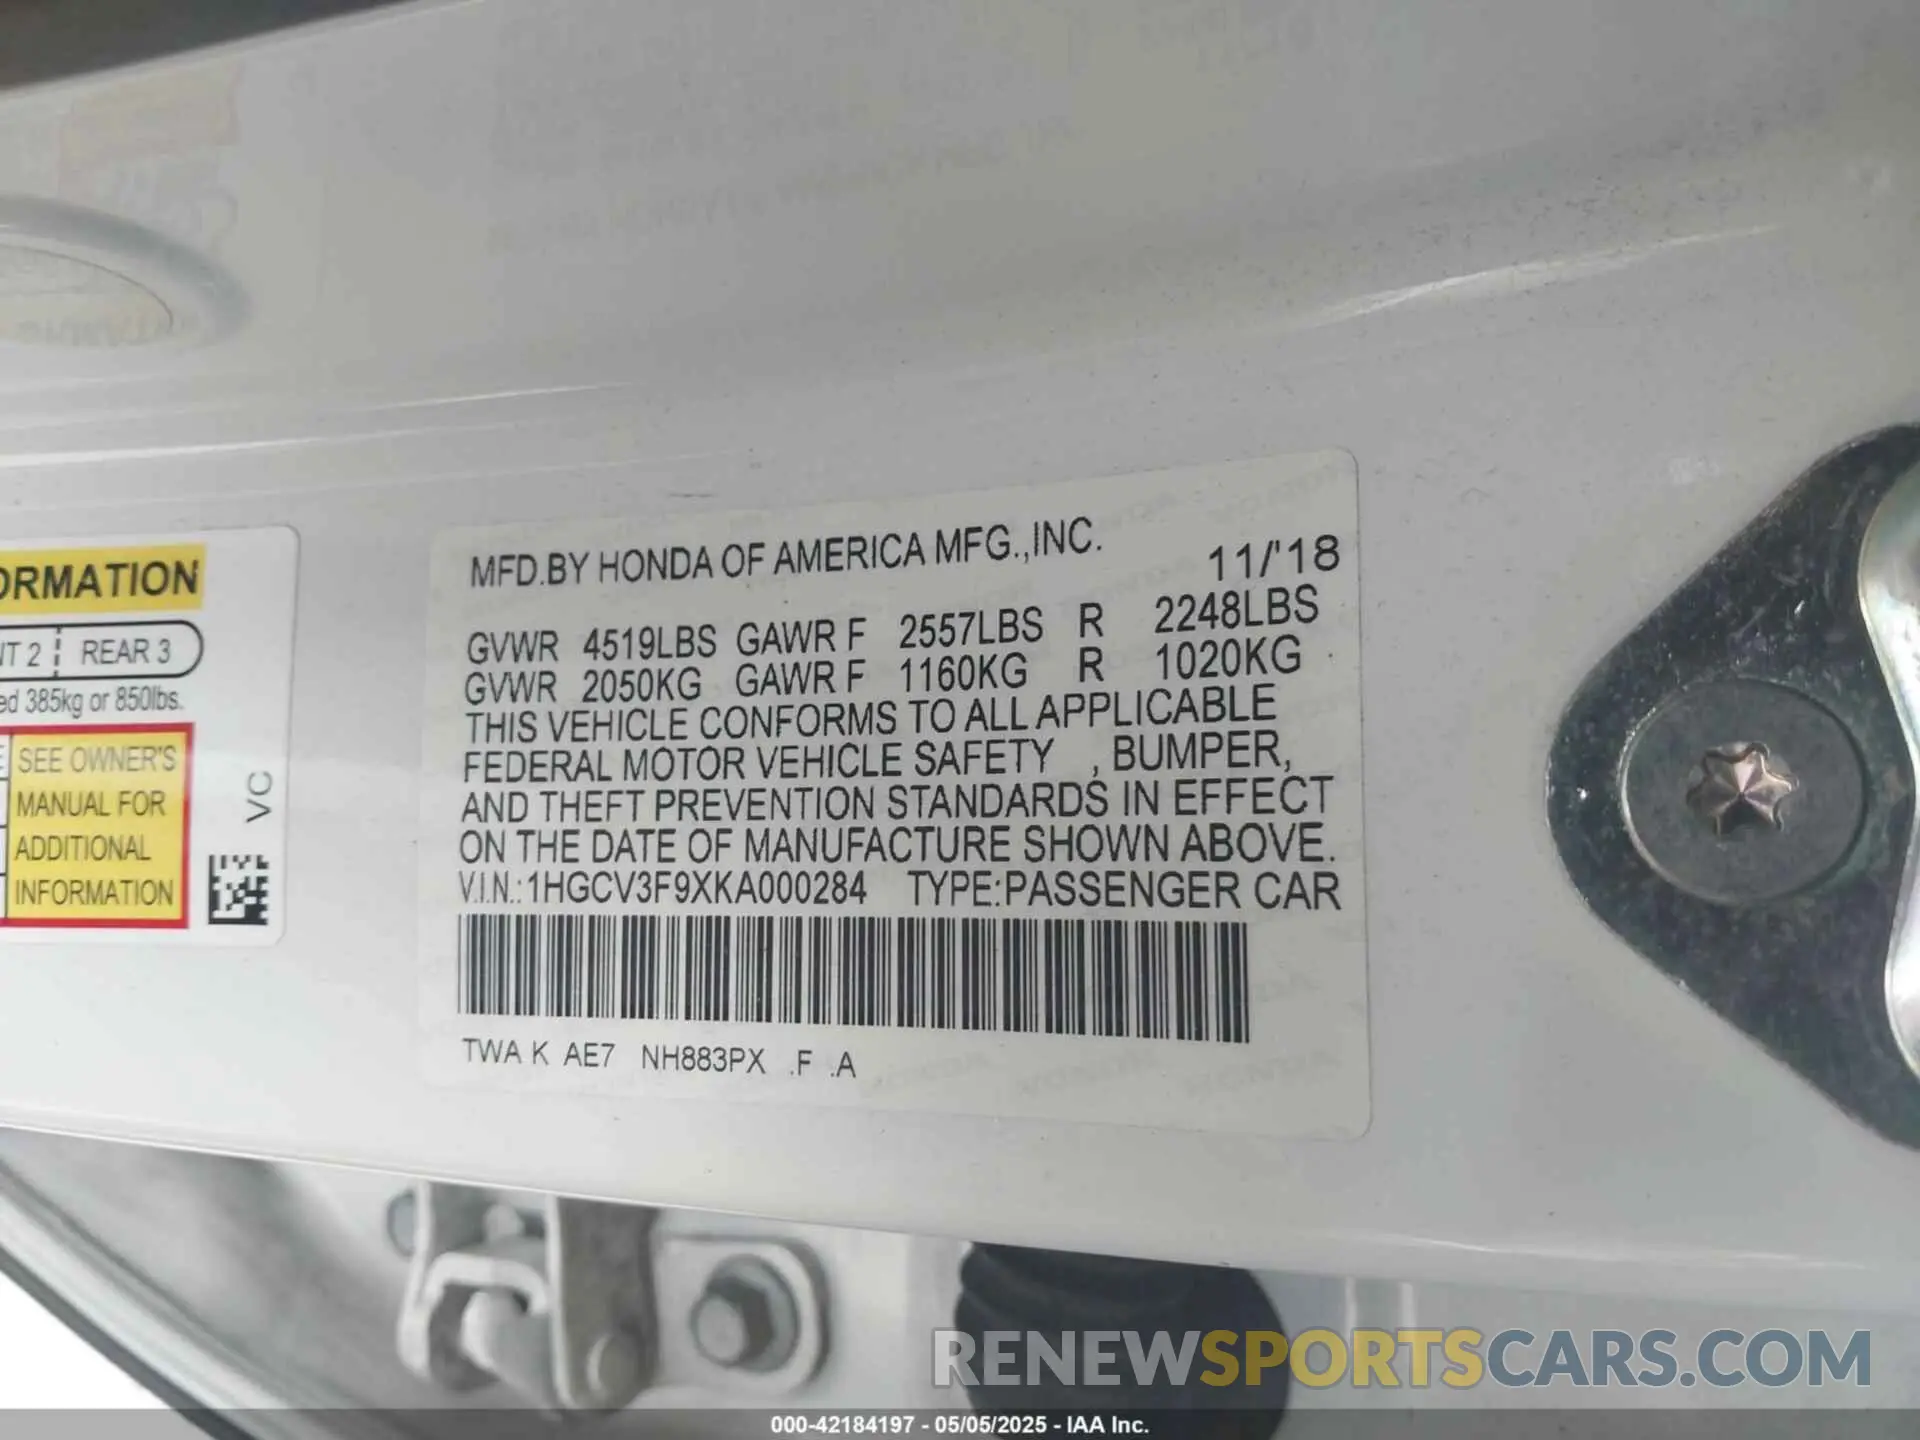 ORMATION
NT 2 REAR 3
ed 385kg or 850lbs.
SEE OWNER'S
MANUAL FOR
ADDITIONAL
INFORMATION
VC
MFD.BY HONDA OF AMERICA MFG.,INC. 11/'18
GVWR 4519LBS GAWR F 2557LBS R 2248LBS
GVWR 2050KG GAWR F 1160KG R 1020KG
THIS VEHICLE CONFORMS TO ALL APPLICABLE
FEDERAL MOTOR VEHICLE SAFETY , BUMPER,
AND THEFT PREVENTION STANDARDS IN EFFECT
ON THE DATE OF MANUFACTURE SHOWN ABOVE.
V.I.N.:1HGCV3F9XKA000284 TYPE:PASSENGER CAR
TWA K AE7 NH883PX .F .A
RENEWSPORTSCARS.COM
000-42184197 - 05/05/2025 - IAA Inc.